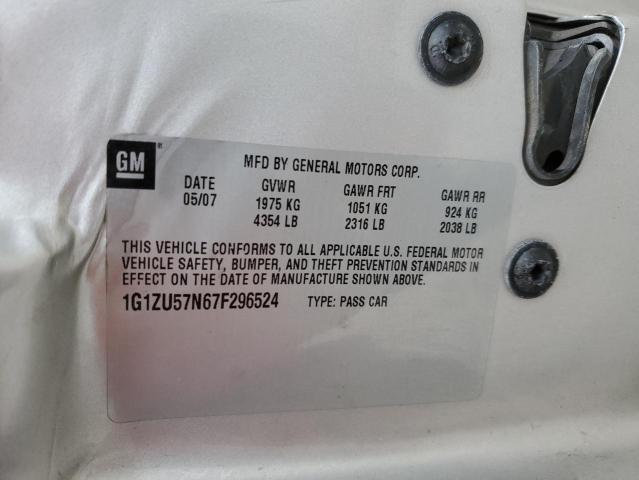 GM
MFD BY GENERAL MOTORS CORP.
DATE GVWR GAWR FRT GAWR RR
05/07 1975 KG 1051 KG 924 KG
4354 LB 2316 LB 2038 LB
THIS VEHICLE CONFORMS TO ALL APPLICABLE U.S. FEDERAL MOTOR
VEHICLE SAFETY, BUMPER, AND THEFT PREVENTION STANDARDS IN
EFFECT ON THE DATE OF MANUFACTURE SHOWN ABOVE.
1G1ZU57N67F296524 TYPE: PASS CAR